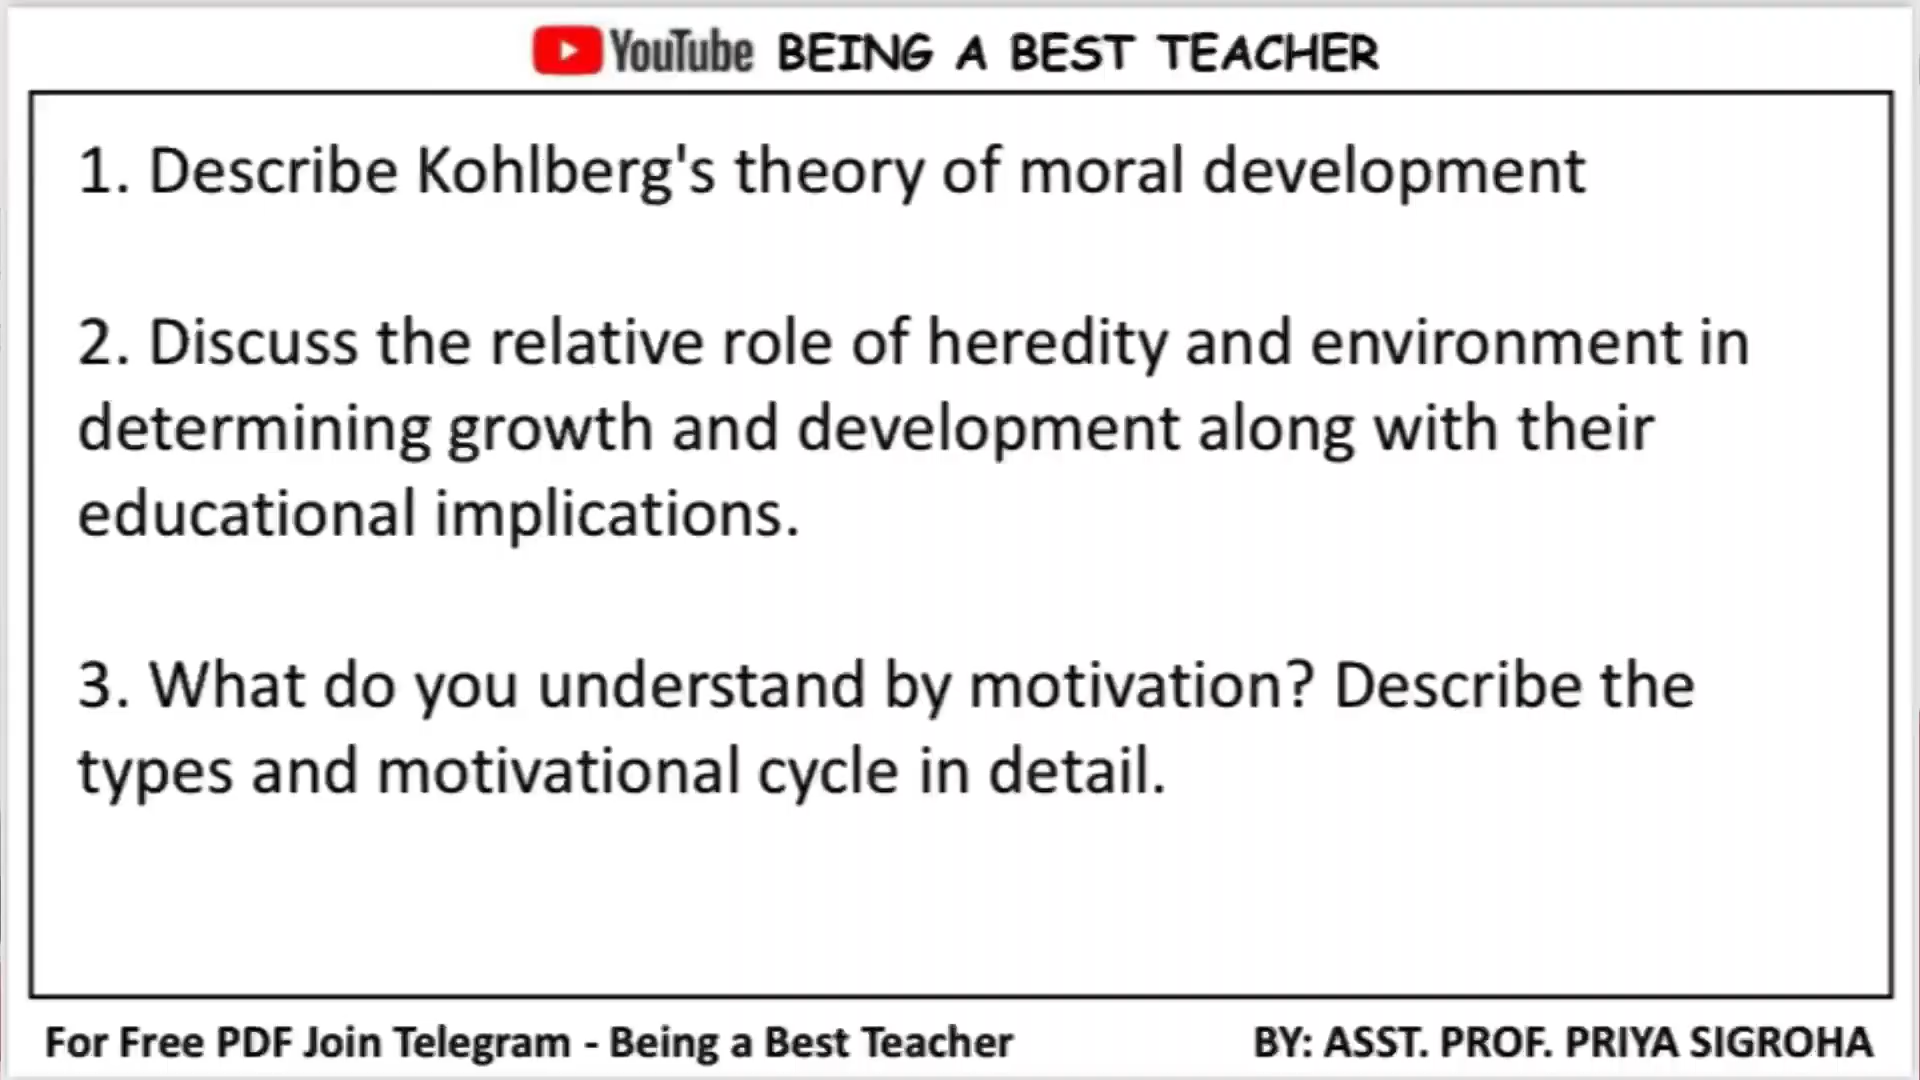 YouTube BEING A BEST TEACHER
1. Describe Kohlberg's theory of moral development
2. Discuss the relative role of heredity and environment in
determining growth and development along with their
educational implications.
3. What do you understand by motivation? Describe the
types and motivational cycle in detail.
For Free PDF Join Telegram - Being a Best Teacher BY: ASST. PROF. PRIYA SIGROHA